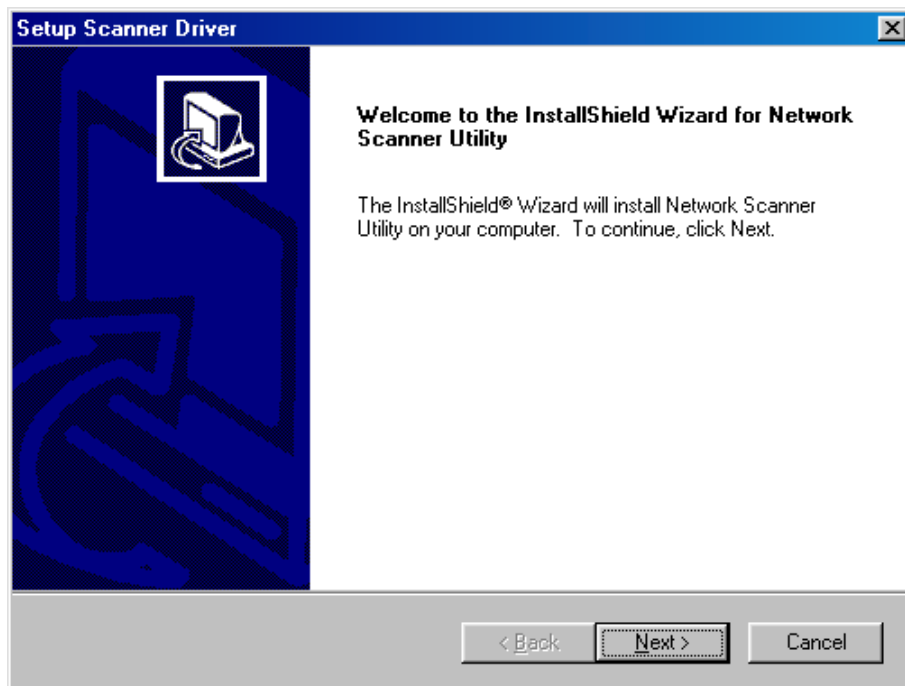 Setup Scanner Driver
Welcome to the InstallShield Wizard for Network
Scanner Utility
The InstallShield® Wizard will install Network Scanner
Utility on your computer.  To continue, click Next.
< Back
Next >
Cancel